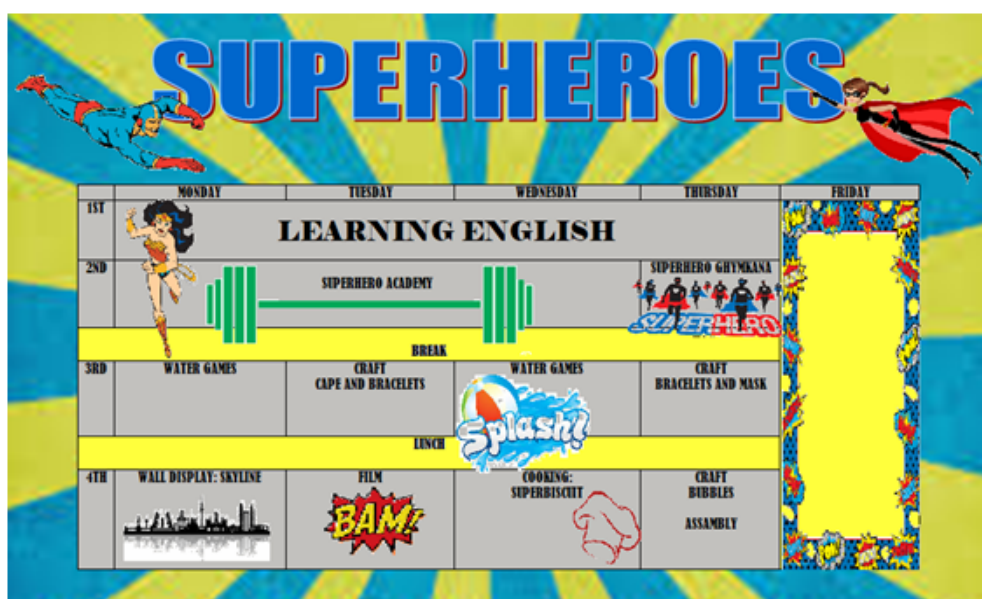 SUPERHEROES
MONDAY TUESDAY WEDNESDAY THURSDAY FRIDAY
1ST
LEARNING ENGLISH
2ND
SUPERHERO ACADEMY
SUPERHERO GHYMKANA
SUPERHERO
BREAK
3RD
WATER GAMES
CRAFT
CAPE AND BRACELETS
WATER GAMES
Splash!
CRAFT
BRACELETS AND MASK
LUNCH
4TH
WALL DISPLAY: SKYLINE
FILM
BAM!
COOKING:
SUPERBISCUIT
CRAFT
BUBBLES
ASSAMBLY